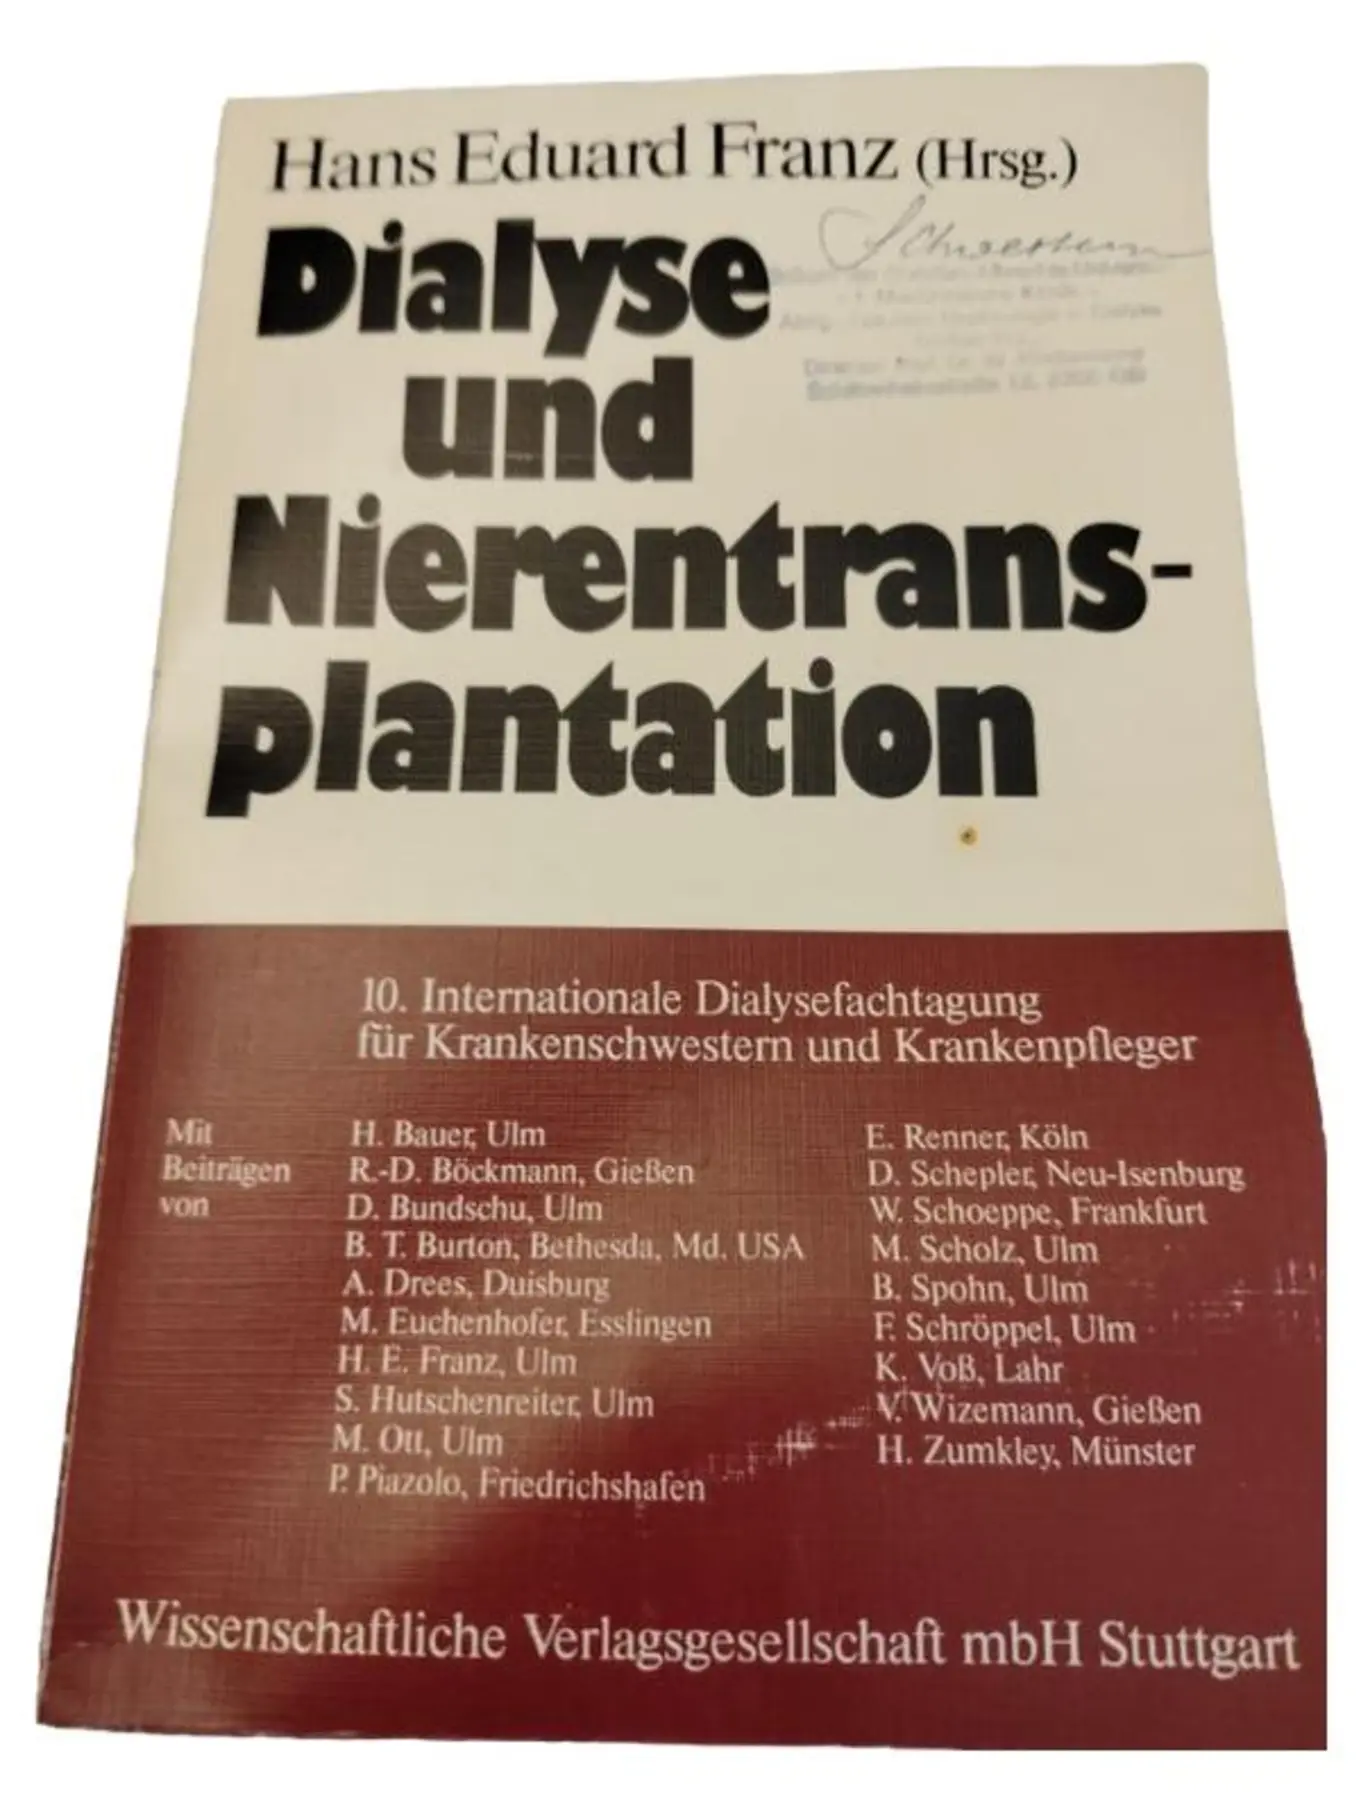 Hans Eduard Franz (Hrsg.)
Dialyse
und
Nierentrans-
plantation
10. Internationale Dialysefachtagung
für Krankenschwestern und Krankenpfleger
Mit
Beiträgen
von
H. Bauer, Ulm
R.-D. Böckmann, Gießen
D. Bundschu, Ulm
B. T. Burton, Bethesda, Md. USA
A. Drees, Duisburg
M. Euchenhofer, Esslingen
H. E. Franz, Ulm
S. Hutschenreiter, Ulm
M. Ott, Ulm
P. Piazolo, Friedrichshafen
E. Renner, Köln
D. Schepler, Neu-Isenburg
W. Schoeppe, Frankfurt
M. Scholz, Ulm
B. Spohn, Ulm
F. Schröppel, Ulm
K. Voß, Lahr
V. Wizemann, Gießen
H. Zumkley, Münster
Wissenschaftliche Verlagsgesellschaft mbH Stuttgart